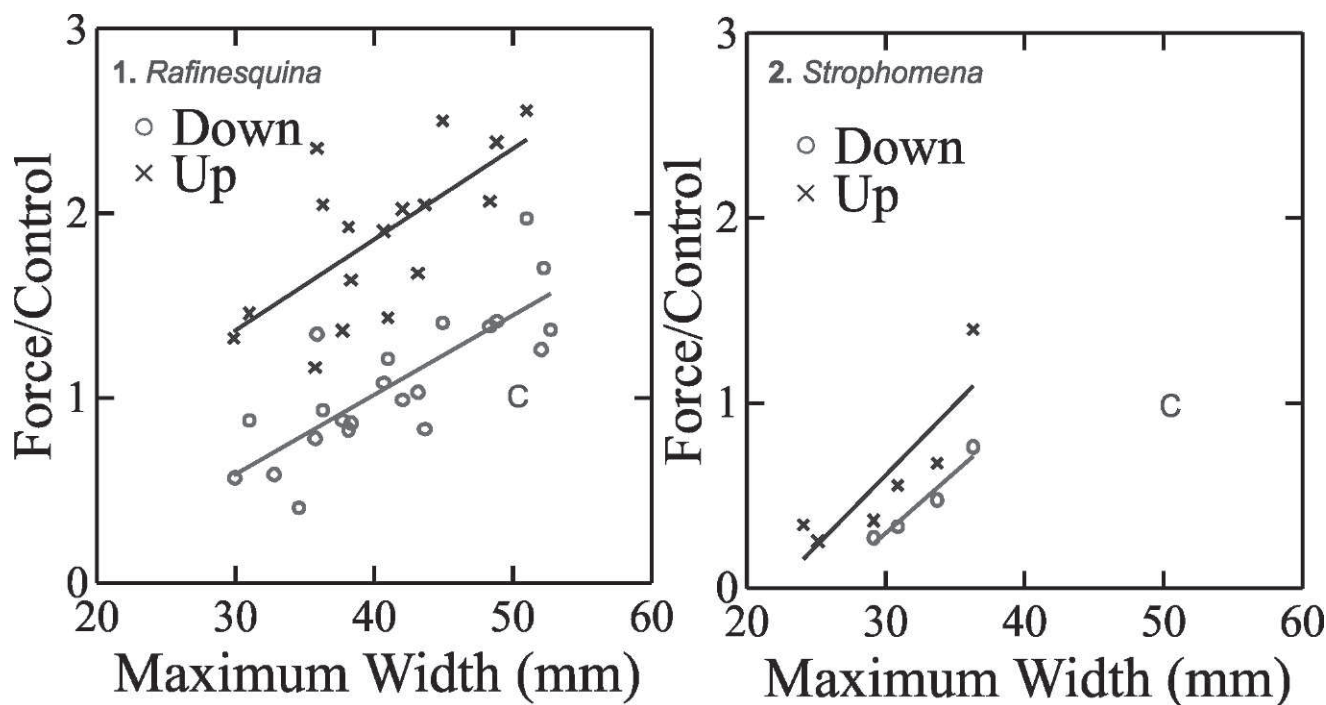 3
2
1
0
Force/Control
1. Rafinesquina
Down
Up
C
20 30 40 50 60
Maximum Width (mm)
3
2
1
0
Force/Control
2. Strophomena
Down
Up
C
20 30 40 50 60
Maximum Width (mm)